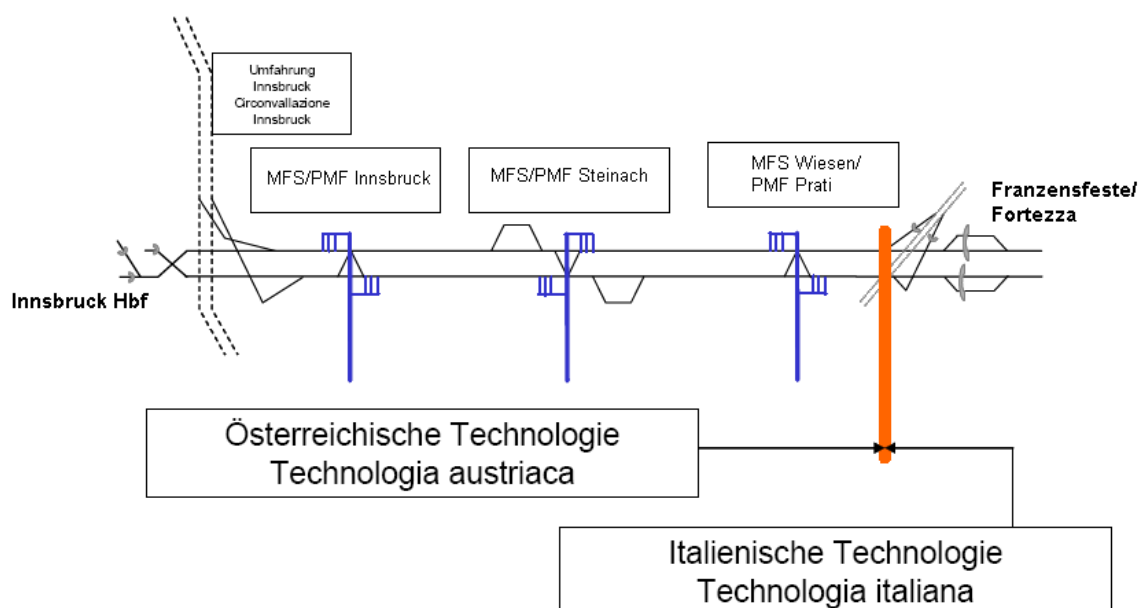 Umfahrung
Innsbruck
Circonvallazione
Innsbruck
MFS/PMF Innsbruck
MFS/PMF Steinach
MFS Wiesen/
PMF Prati
Franzensfeste/
Fortezza
Innsbruck Hbf
Österreichische Technologie
Technologia austriaca
Italienische Technologie
Technologia italiana